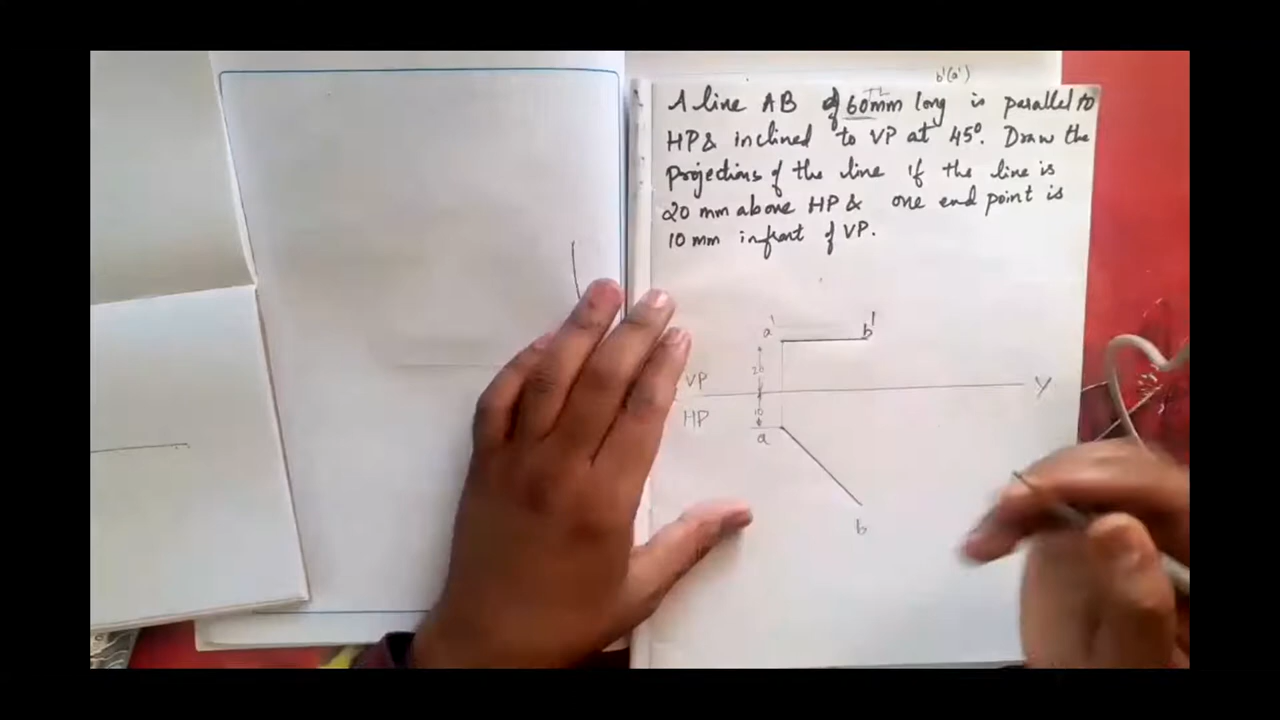 b'(a')
TL
A line AB of 60mm long is parallel to
HP & inclined to VP at 45°. Draw the
projections of the line if the line is
20 mm above HP & one end point is
10 mm infront of VP.
a' b'
20
VP
Y
HP
10
a
b